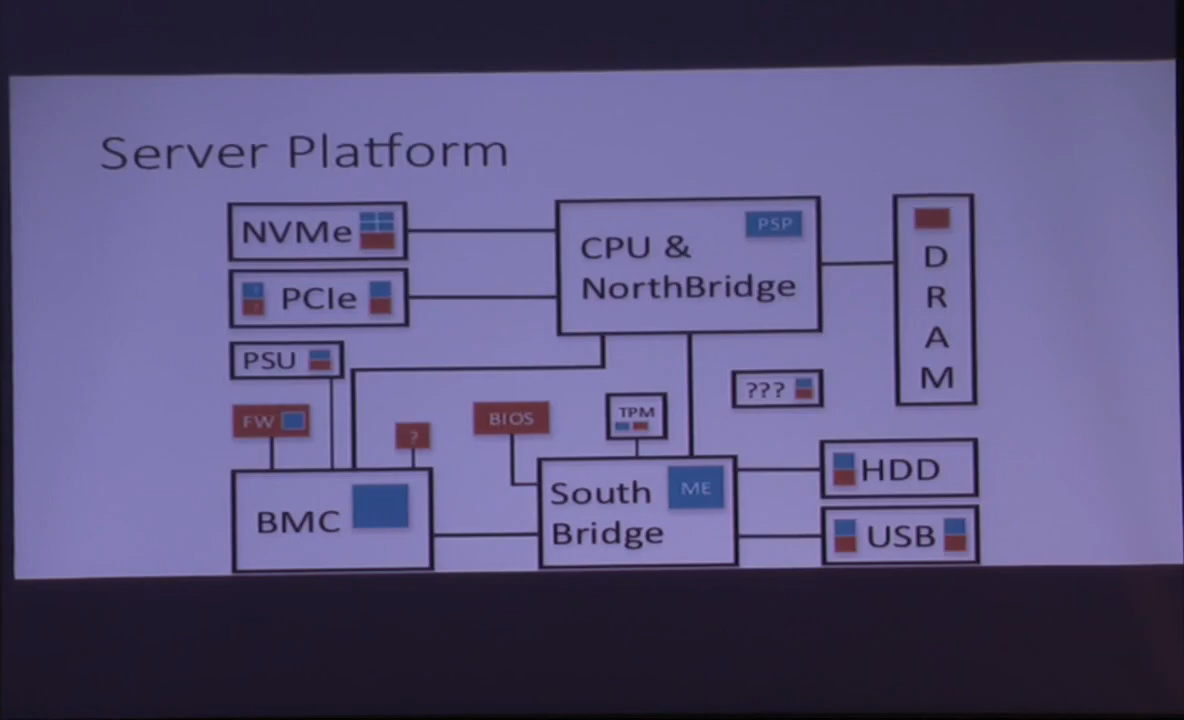 Server Platform
NVMe
PCIe
PSU
FW
?
BMC
CPU &
NorthBridge
PSP
BIOS
TPM
South
Bridge
ME
???
D
R
A
M
HDD
USB